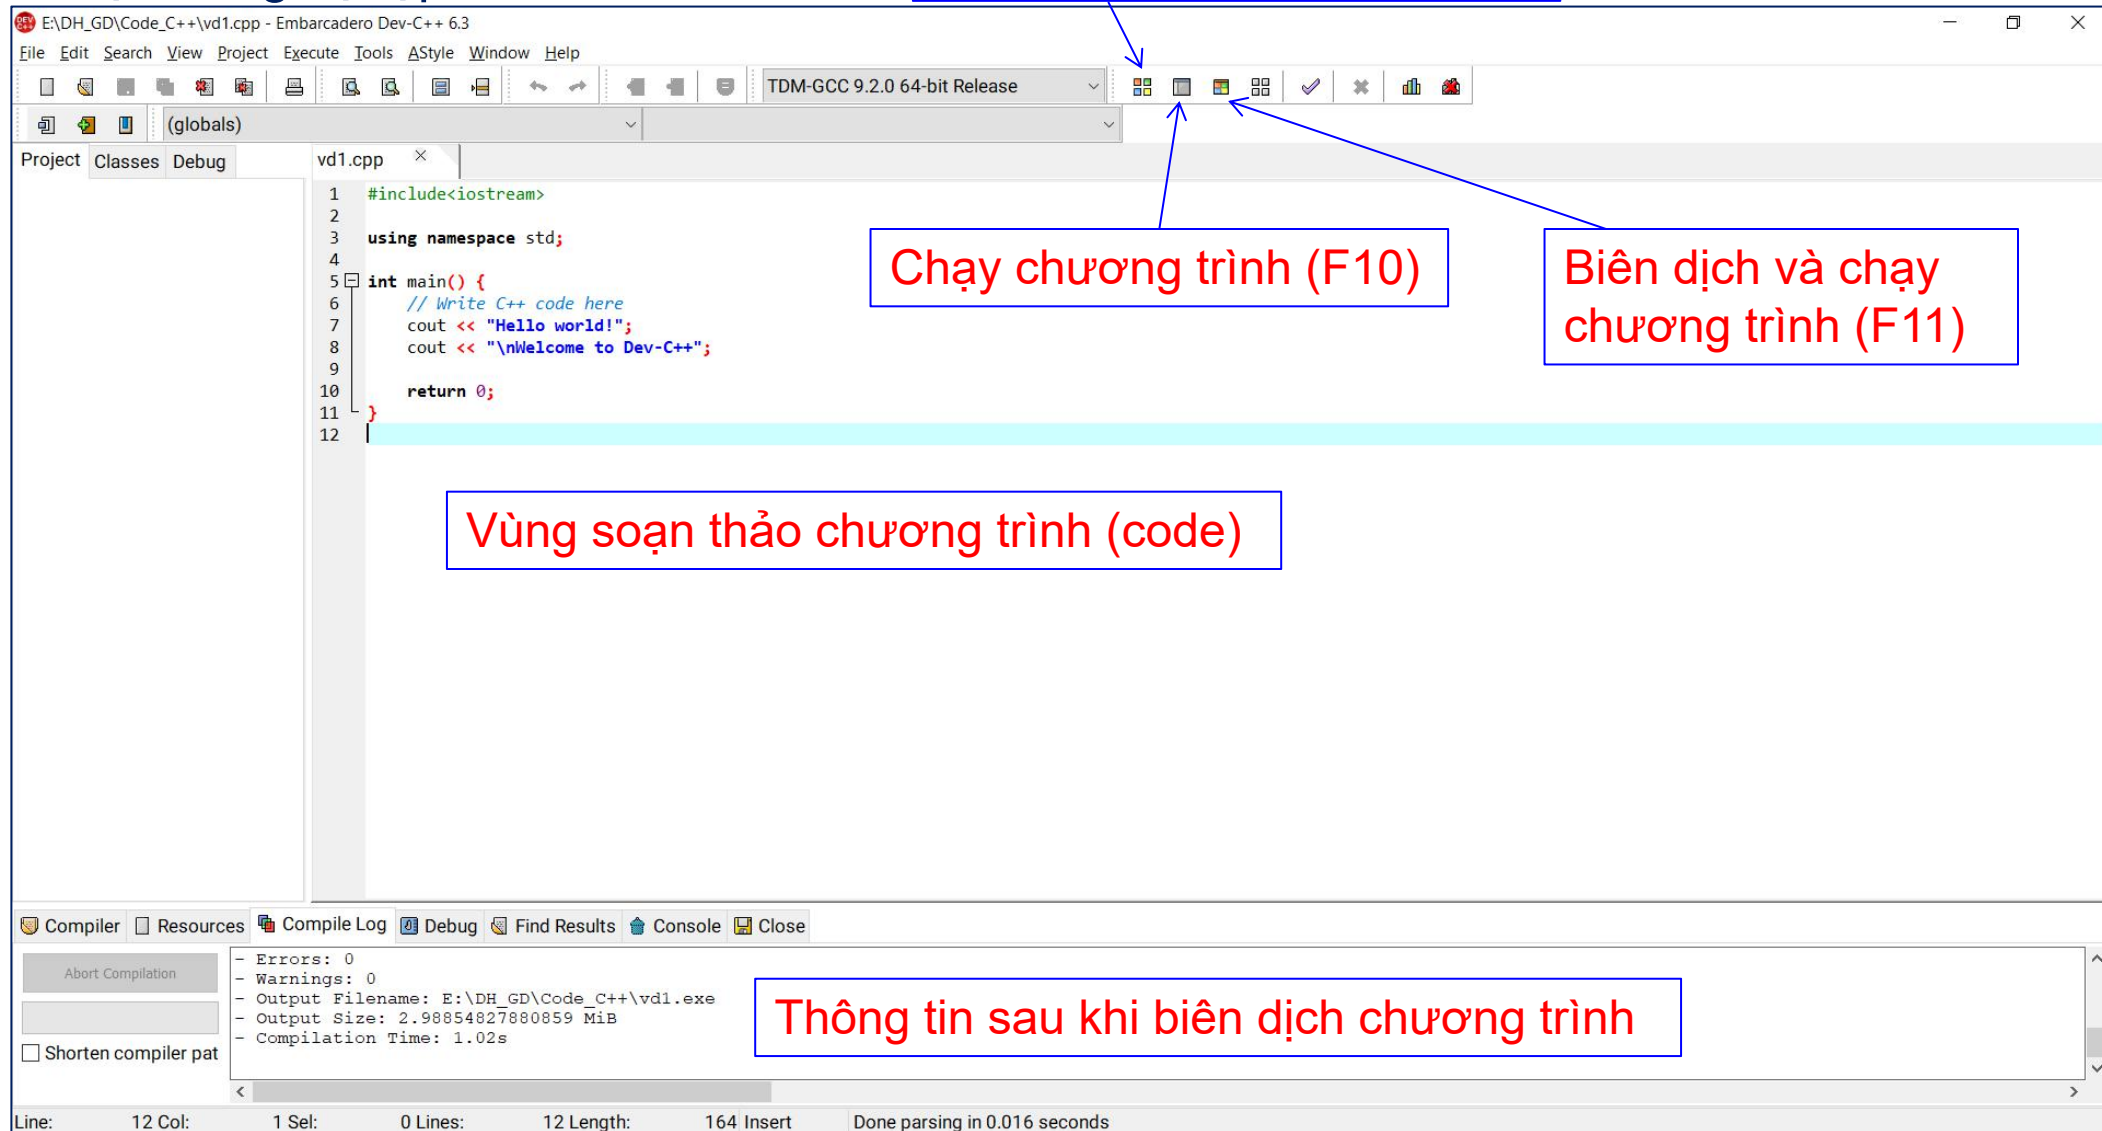 E:\DH_GD\Code_C++\vd1.cpp - Embarcadero Dev-C++ 6.3
File Edit Search View Project Execute Tools AStyle Window Help
TDM-GCC 9.2.0 64-bit Release
(globals)
Project Classes Debug
vd1.cpp
1 #include<iostream>
2
3 using namespace std;
4
5 int main() {
6 // Write C++ code here
7 cout << "Hello world!";
8 cout << "\nWelcome to Dev-C++";
9
10 return 0;
11 }
12
Chạy chương trình (F10)
Biên dịch và chạy
chương trình (F11)
Vùng soạn thảo chương trình (code)
Compiler Resources Compile Log Debug Find Results Console Close
Abort Compilation
Shorten compiler pat
- Errors: 0
- Warnings: 0
- Output Filename: E:\DH_GD\Code_C++\vd1.exe
- Output Size: 2.98854827880859 MiB
- Compilation Time: 1.02s
Thông tin sau khi biên dịch chương trình
Line: 12 Col: 1 Sel: 0 Lines: 12 Length: 164 Insert Done parsing in 0.016 seconds